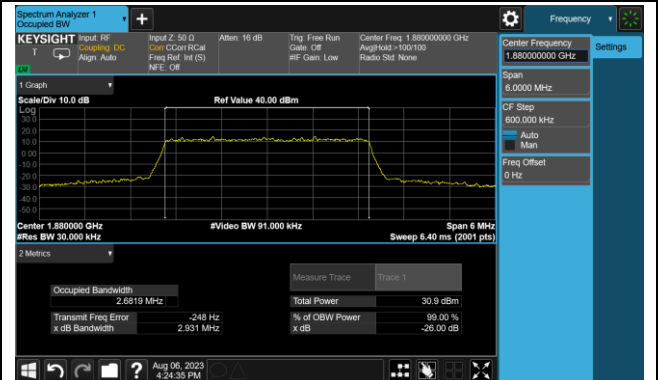 Spectrum Analyzer 1
Occupied BW
Frequency
KEYSIGHT
T
LXI
Input: RF
Coupling: DC
Align: Auto
Input Z: 50 Ω
Corr CCorr RCal
Freq Ref: Int (S)
NFE: Off
Atten: 16 dB
Trig: Free Run
Gate: Off
#IF Gain: Low
Center Freq: 1.880000000 GHz
Avg|Hold:>100/100
Radio Std: None
Center Frequency
1.880000000 GHz
Settings
Span
6.0000 MHz
CF Step
600.000 kHz
Auto
Man
Freq Offset
0 Hz
1 Graph
Scale/Div 10.0 dB
Ref Value 40.00 dBm
Log
30.0
20.0
10.0
0.00
-10.0
-20.0
-30.0
-40.0
-50.0
Center 1.880000 GHz
#Video BW 91.000 kHz
Span 6 MHz
#Res BW 30.000 kHz
Sweep 6.40 ms (2001 pts)
2 Metrics
Measure Trace
Trace 1
Occupied Bandwidth
2.6819 MHz
Total Power
30.9 dBm
Transmit Freq Error
-248 Hz
% of OBW Power
99.00 %
x dB Bandwidth
2.931 MHz
x dB
-26.00 dB
?
Aug 06, 2023
4:24:35 PM